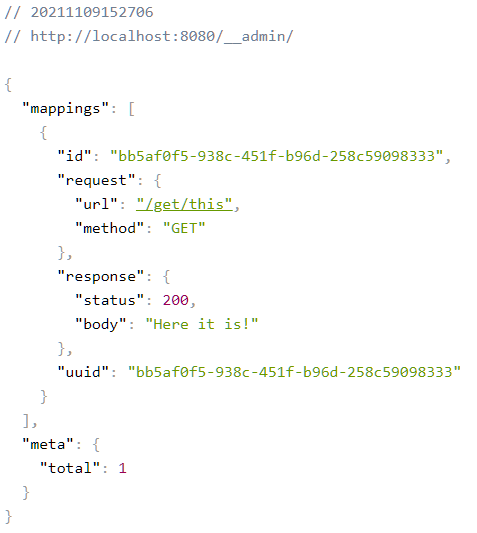 // 20211109152706
// http://localhost:8080/__admin/
{
"mappings": [
{
"id": "bb5af0f5-938c-451f-b96d-258c59098333",
"request": {
"url": "/get/this",
"method": "GET"
},
"response": {
"status": 200,
"body": "Here it is!"
},
"uuid": "bb5af0f5-938c-451f-b96d-258c59098333"
}
],
"meta": {
"total": 1
}
}